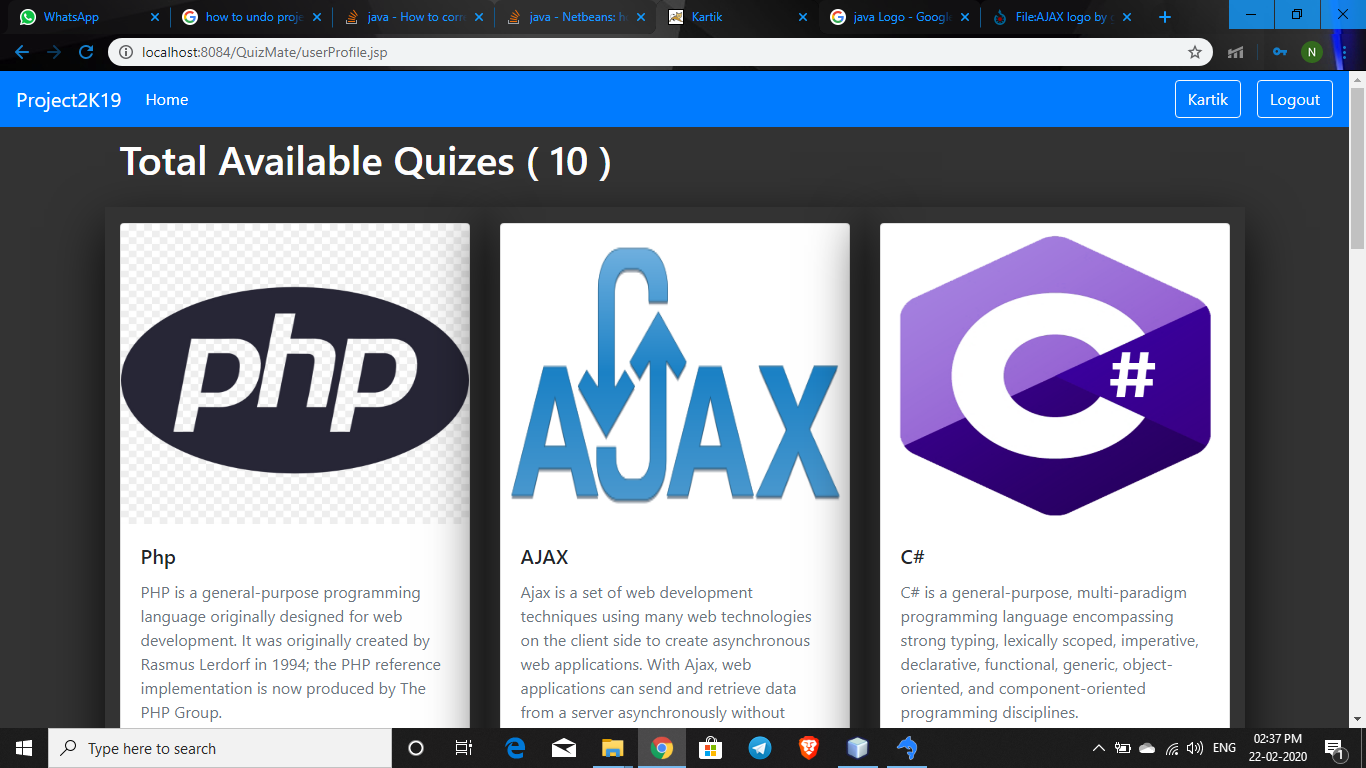 WhatsApp
how to undo proje
java - How to com
java - Netbeans: h
Kartik
java Logo - Googl
File:AJAX logo by g
localhost:8084/QuizMate/userProfile.jsp
N
Project2K19
Home
Kartik
Logout
Total Available Quizes ( 10 )
php
AJAX
C#
Php
PHP is a general-purpose programming
language originally designed for web
development. It was originally created by
Rasmus Lerdorf in 1994; the PHP reference
implementation is now produced by The
PHP Group.
AJAX
Ajax is a set of web development
techniques using many web technologies
on the client side to create asynchronous
web applications. With Ajax, web
applications can send and retrieve data
from a server asynchronously without
C#
C# is a general-purpose, multi-paradigm
programming language encompassing
strong typing, lexically scoped, imperative,
declarative, functional, generic, object-
oriented, and component-oriented
programming disciplines.
Type here to search
ENG
02:37 PM
22-02-2020
1